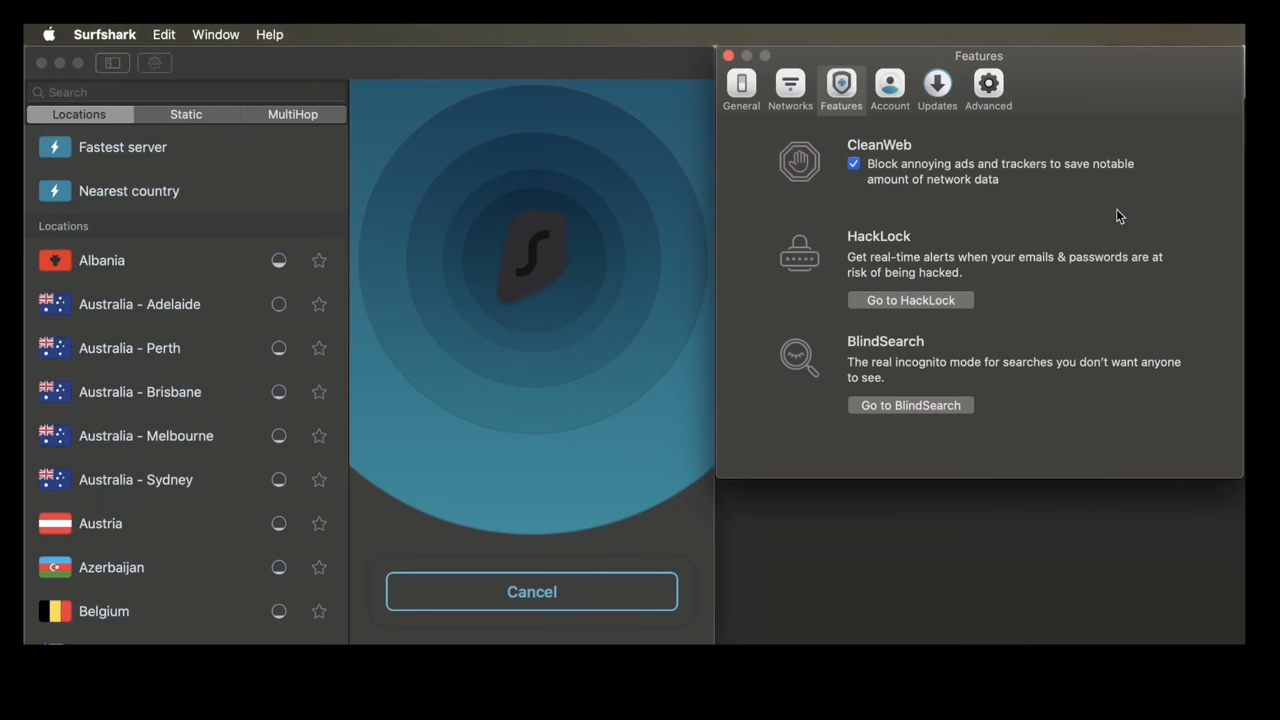 Surfshark Edit Window Help
Search
Locations Static MultiHop
Fastest server
Nearest country
Locations
Albania
Australia - Adelaide
Australia - Perth
Australia - Brisbane
Australia - Melbourne
Australia - Sydney
Austria
Azerbaijan
Belgium
Cancel
Features
General Networks Features Account Updates Advanced
CleanWeb
Block annoying ads and trackers to save notable
amount of network data
HackLock
Get real-time alerts when your emails & passwords are at
risk of being hacked.
Go to HackLock
BlindSearch
The real incognito mode for searches you don't want anyone
to see.
Go to BlindSearch